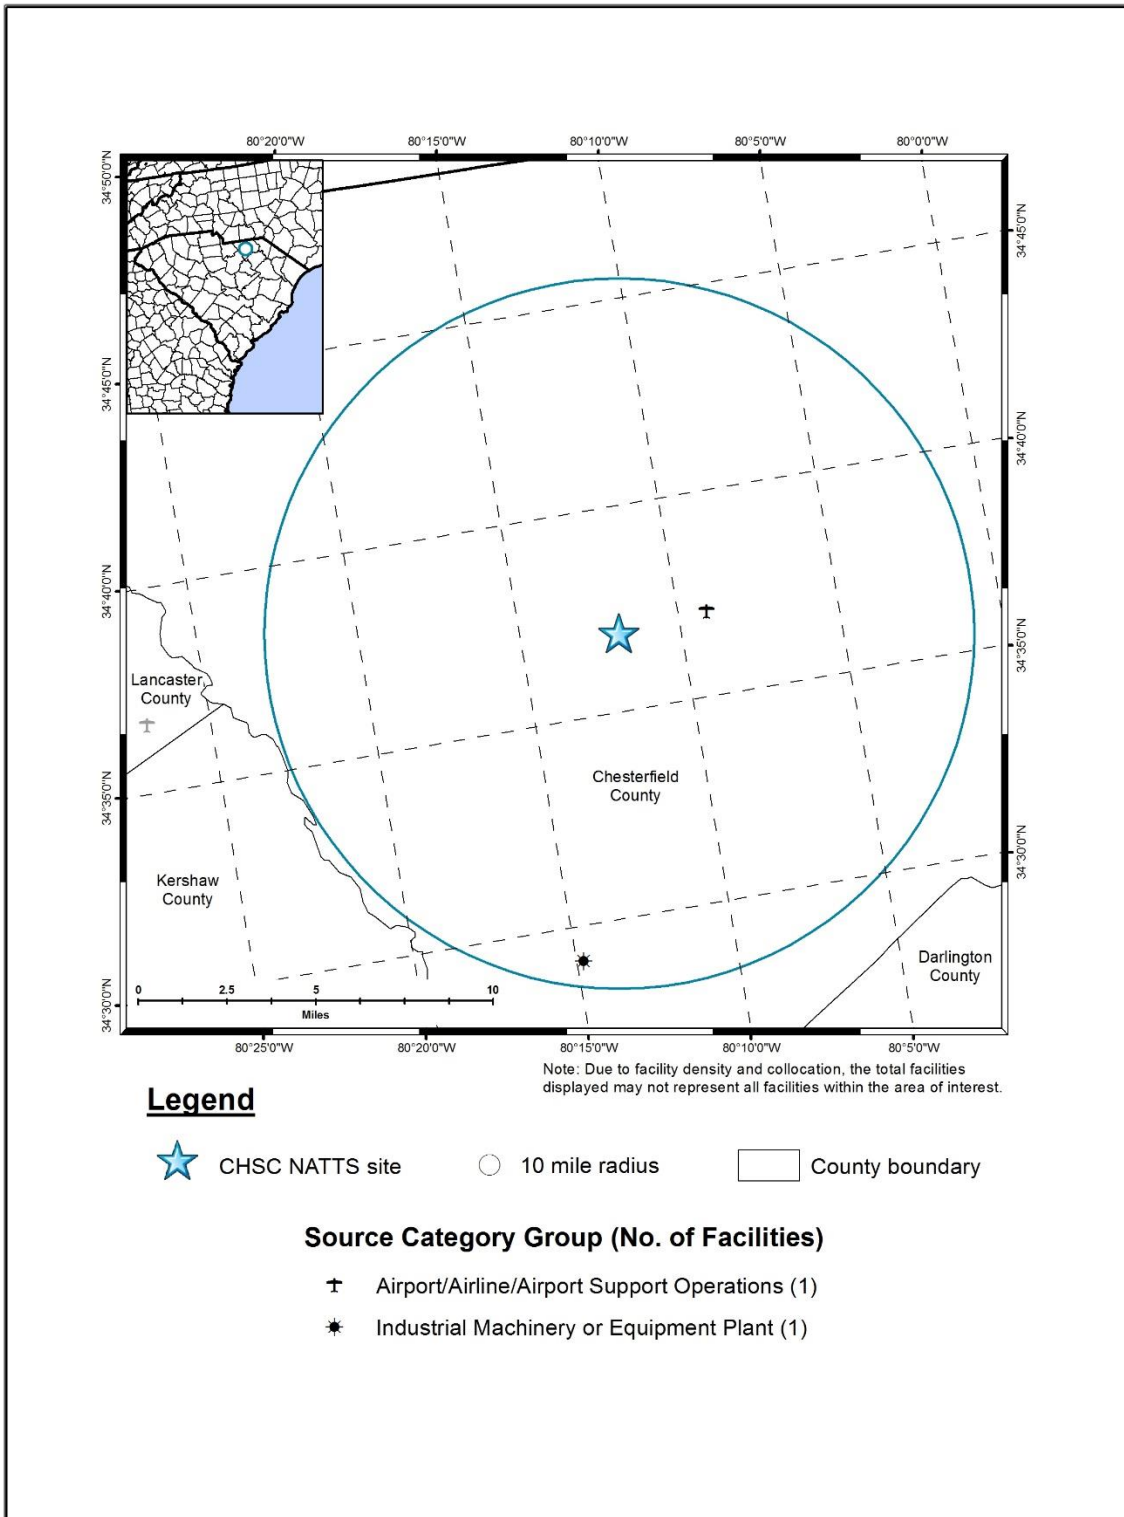 80°20'0"W 80°15'0"W 80°10'0"W 80°5'0"W 80°0'0"W
34°50'0"N
34°45'0"N
34°45'0"N
34°40'0"N
34°40'0"N
34°35'0"N
Lancaster
County
Chesterfield
County
34°35'0"N
34°30'0"N
Kershaw
County
Darlington
County
0 2.5 5 10
Miles
34°30'0"N
80°25'0"W 80°20'0"W 80°15'0"W 80°10'0"W 80°5'0"W
Note: Due to facility density and collocation, the total facilities
displayed may not represent all facilities within the area of interest.
Legend
CHSC NATTS site 10 mile radius County boundary
Source Category Group (No. of Facilities)
Airport/Airline/Airport Support Operations (1)
Industrial Machinery or Equipment Plant (1)